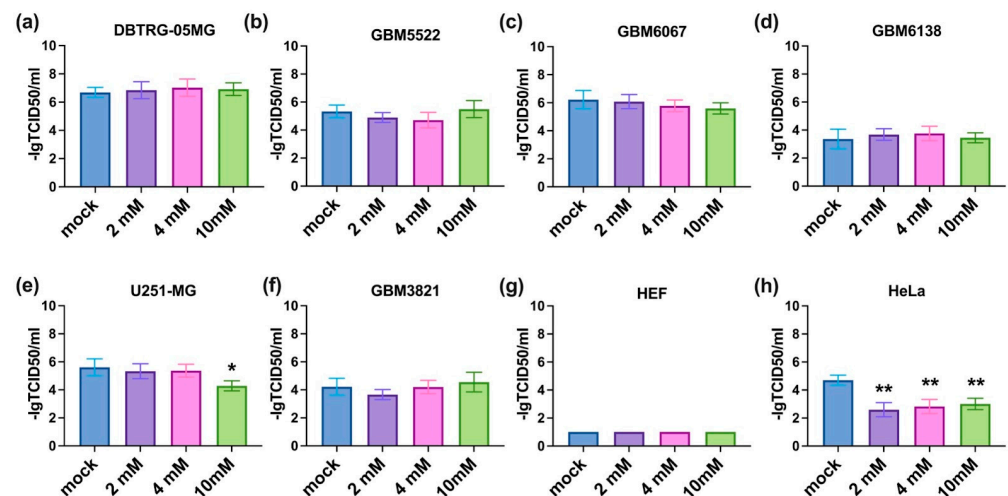 (a)
DBTRG-05MG
-lgTCID50/ml
10
8
6
4
2
0
mock
2 mM
4 mM
10mM
(b)
GBM5522
-lgTCID50/ml
10
8
6
4
2
0
mock
2 mM
4 mM
10mM
(c)
GBM6067
-lgTCID50/ml
10
8
6
4
2
0
mock
2 mM
4 mM
10mM
(d)
GBM6138
-lgTCID50/ml
10
8
6
4
2
0
mock
2 mM
4 mM
10mM
(e)
U251-MG
-lgTCID50/ml
10
8
6
4
2
0
*
mock
2 mM
4 mM
10mM
(f)
GBM3821
-lgTCID50/ml
10
8
6
4
2
0
mock
2 mM
4 mM
10mM
(g)
HEF
-lgTCID50/ml
10
8
6
4
2
0
mock
2 mM
4 mM
10mM
(h)
HeLa
-lgTCID50/ml
10
8
6
4
2
0
** ** **
mock
2 mM
4 mM
10mM